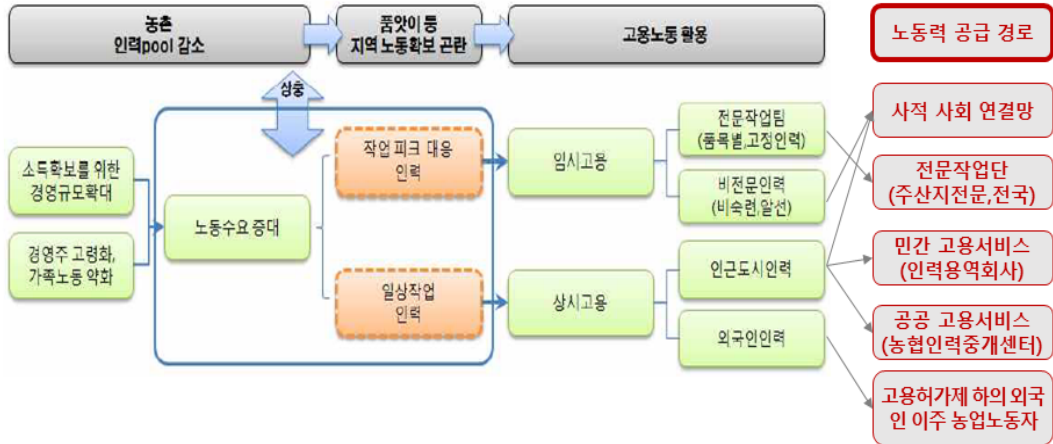 농촌
인력pool 감소
품앗이 등
지역 노동확보 곤란
고용노동 활용
노동력 공급 경로
상충
소득확보를 위한
경영규모확대
경영주 고령화,
가족노동 약화
노동수요 증대
작업 피크 대응
인력
일상작업
인력
임시고용
상시고용
전문작업팀
(품목별,고정인력)
비전문인력
(비숙련,알선)
인근도시인력
외국인인력
사적 사회 연결망
전문작업단
(주산지전문,전국)
민간 고용서비스
(인력용역회사)
공공 고용서비스
(농협인력중개센터)
고용허가제 하의 외국
인 이주 농업노동자